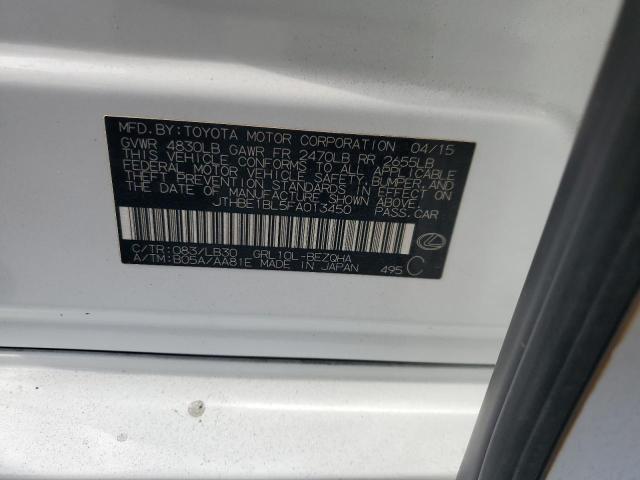 MFD. BY: TOYOTA MOTOR CORPORATION 04/15
GVWR 4830LB GAWR FR 2470LB RR 2655LB
THIS VEHICLE CONFORMS TO ALL APPLICABLE
FEDERAL MOTOR VEHICLE SAFETY, BUMPER, AND
THEFT PREVENTION STANDARDS IN EFFECT ON
THE DATE OF MANUFACTURE SHOWN ABOVE.
JTHBE1BL5FA013450 PASS.CAR
C/TR: 083/LB30 GRL10L-BEZQHA
A/TM: B05A/AA81E MADE IN JAPAN 495 C